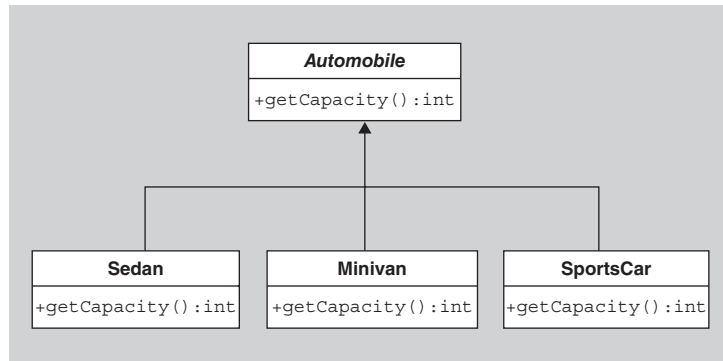 Automobile
+getCapacity():int
Sedan
+getCapacity():int
Minivan
+getCapacity():int
SportsCar
+getCapacity():int